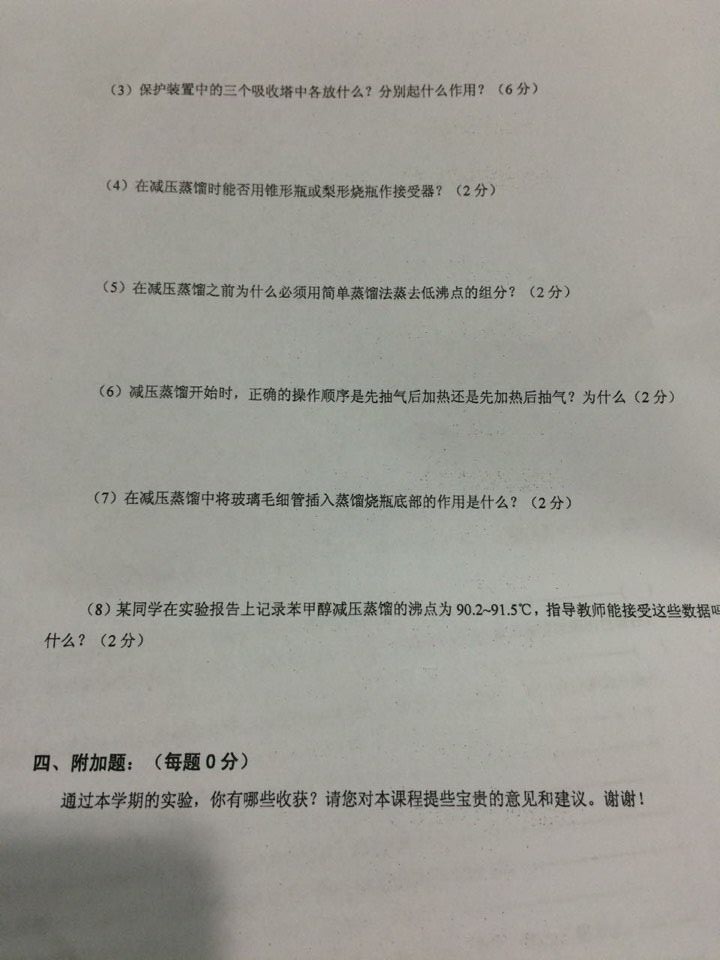 （3）保护装置中的三个吸收塔中各放什么？分别起什么作用？（6分）
（4）在减压蒸馏时能否用锥形瓶或梨形烧瓶作接受器？（2分）
（5）在减压蒸馏之前为什么必须用简单蒸馏法蒸去低沸点的组分？（2分）
（6）减压蒸馏开始时，正确的操作顺序是先抽气后加热还是先加热后抽气？为什么（2分）
（7）在减压蒸馏中将玻璃毛细管插入蒸馏烧瓶底部的作用是什么？（2分）
（8）某同学在实验报告上记录苯甲醇减压蒸馏的沸点为90.2~91.5℃，指导教师能接受这些数据
什么？（2分）
四、附加题：（每题0分）
通过本学期的实验，你有哪些收获？请您对本课程提些宝贵的意见和建议。谢谢！